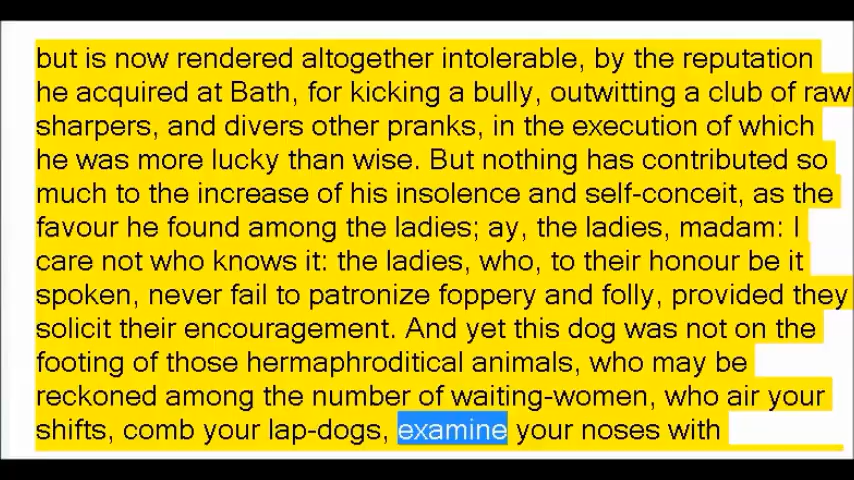 but is now rendered altogether intolerable, by the reputation
he acquired at Bath, for kicking a bully, outwitting a club of raw
sharpers, and divers other pranks, in the execution of which
he was more lucky than wise. But nothing has contributed so
much to the increase of his insolence and self-conceit, as the
favour he found among the ladies; ay, the ladies, madam: I
care not who knows it: the ladies, who, to their honour be it
spoken, never fail to patronize foppery and folly, provided they
solicit their encouragement. And yet this dog was not on the
footing of those hermaphroditical animals, who may be
reckoned among the number of waiting-women, who air your
shifts, comb your lap-dogs, examine your noses with